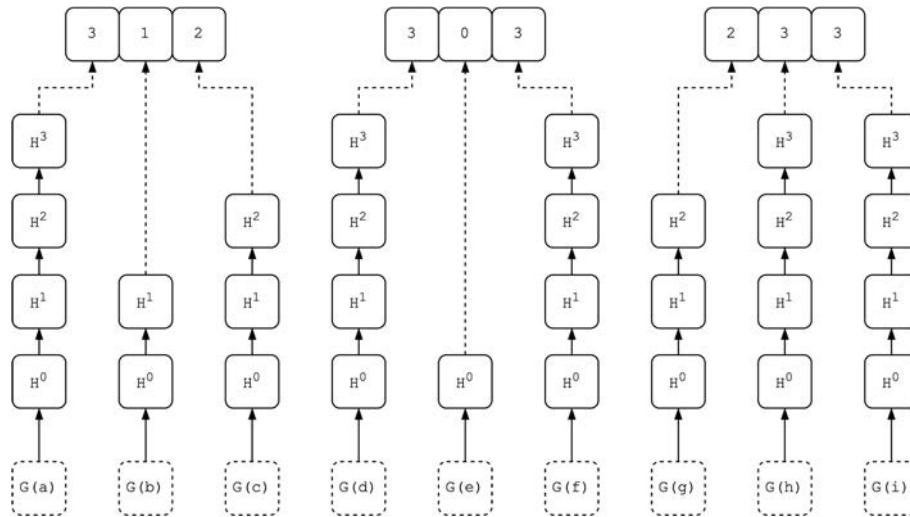 3 1 2 3 0 3 2 3 3
H³ H³ H³ H³ H³
H² H² H² H² H² H² H²
H¹ H¹ H¹ H¹ H¹ H¹ H¹ H¹
H⁰ H⁰ H⁰ H⁰ H⁰ H⁰ H⁰ H⁰ H⁰
G(a) G(b) G(c) G(d) G(e) G(f) G(g) G(h) G(i)